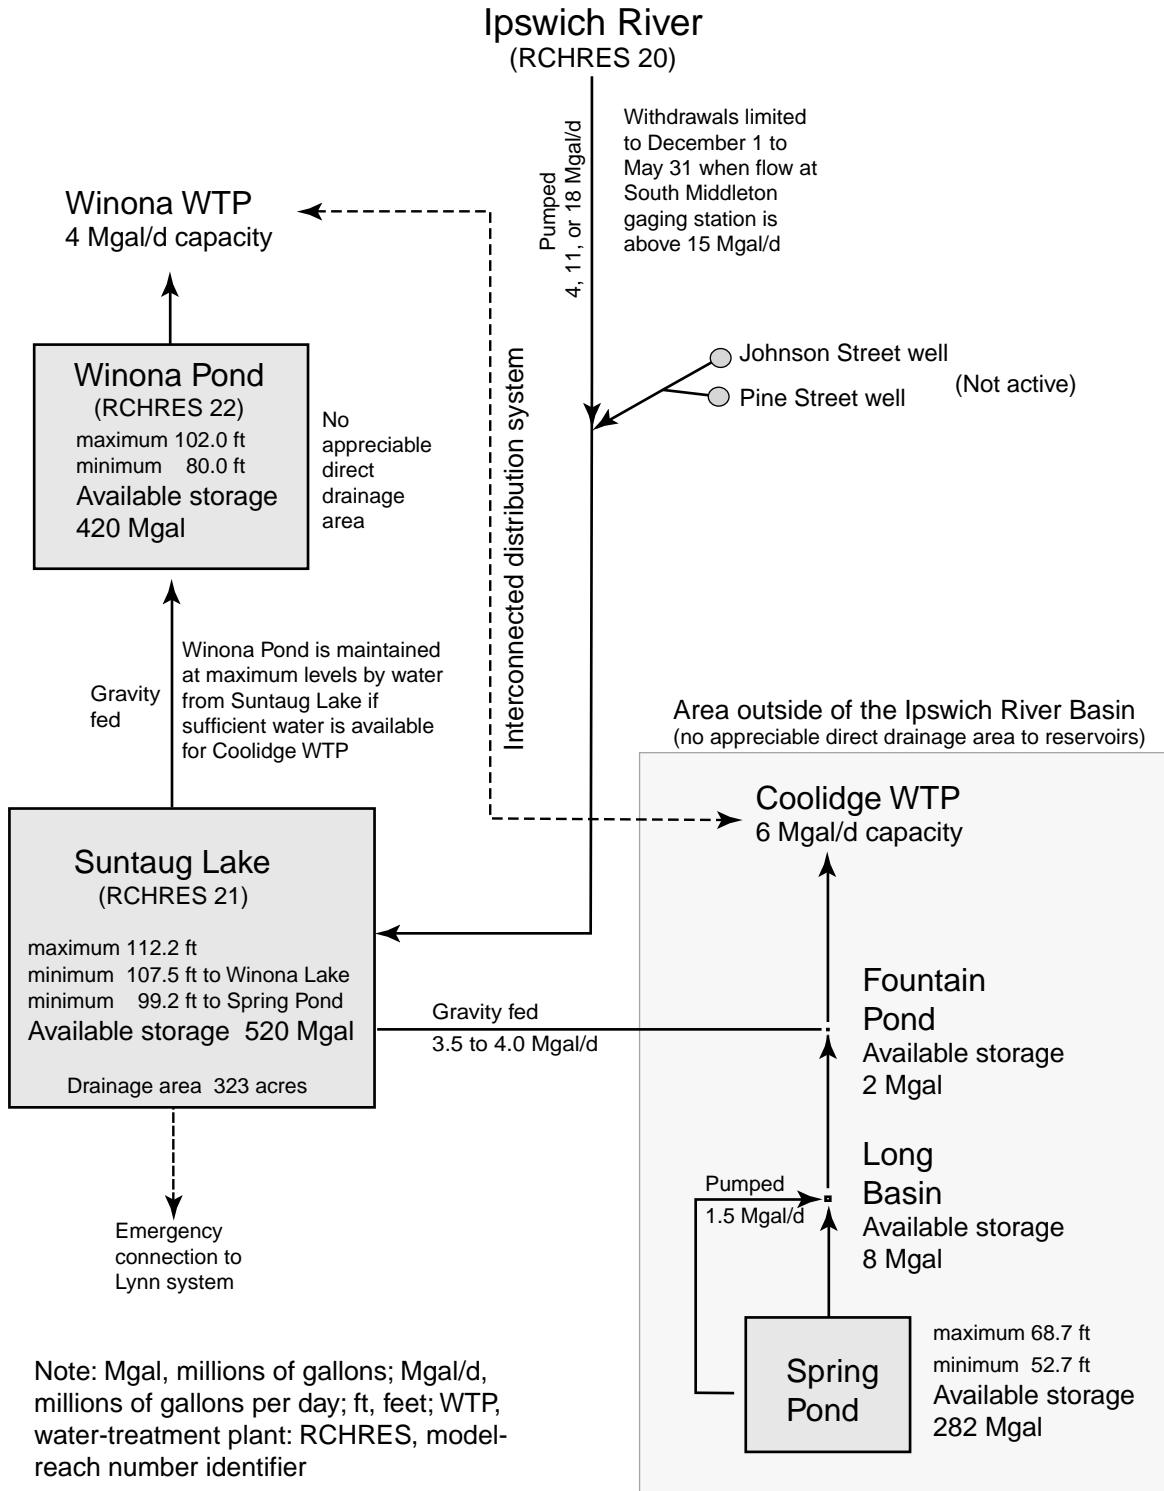 Ipswich River
(RCHRES 20)
Pumped
4, 11, or 18 Mgal/d
Withdrawals limited
to December 1 to
May 31 when flow at
South Middleton
gaging station is
above 15 Mgal/d
Winona WTP
4 Mgal/d capacity
Johnson Street well
Pine Street well
(Not active)
Winona Pond
(RCHRES 22)
maximum 102.0 ft
minimum 80.0 ft
Available storage
420 Mgal
No
appreciable
direct
drainage
area
Interconnected distribution system
Gravity
fed
Winona Pond is maintained
at maximum levels by water
from Suntaug Lake if
sufficient water is available
for Coolidge WTP
Area outside of the Ipswich River Basin
(no appreciable direct drainage area to reservoirs)
Coolidge WTP
6 Mgal/d capacity
Suntaug Lake
(RCHRES 21)
maximum 112.2 ft
minimum 107.5 ft to Winona Lake
minimum 99.2 ft to Spring Pond
Available storage 520 Mgal
Drainage area 323 acres
Gravity fed
3.5 to 4.0 Mgal/d
Fountain
Pond
Available storage
2 Mgal
Long
Basin
Available storage
8 Mgal
Pumped
1.5 Mgal/d
Emergency
connection to
Lynn system
Spring
Pond
maximum 68.7 ft
minimum 52.7 ft
Available storage
282 Mgal
Note: Mgal, millions of gallons; Mgal/d,
millions of gallons per day; ft, feet; WTP,
water-treatment plant: RCHRES, model-
reach number identifier